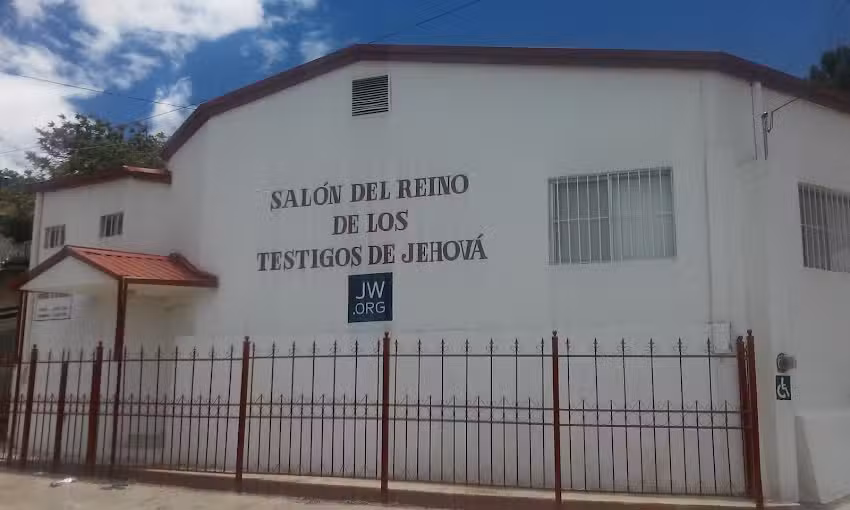 SALÓN DEL REINO
DE LOS
TESTIGOS DE JEHOVÁ
JW
.ORG